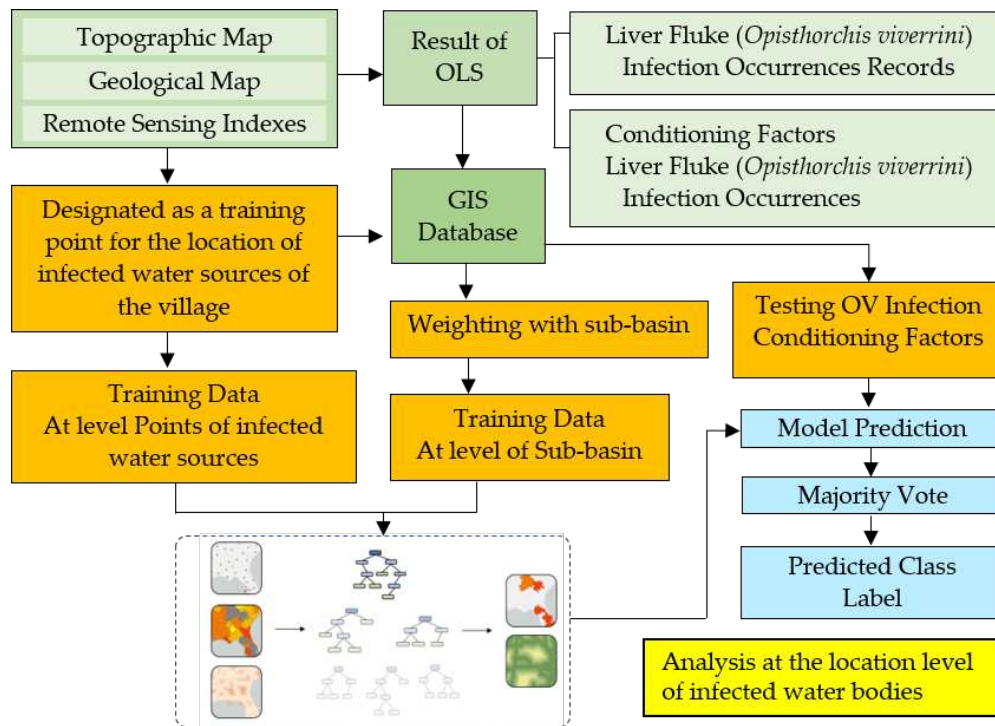 Topographic Map
Geological Map
Remote Sensing Indexes
Result of
OLS
Liver Fluke (Opisthorchis viverrini)
Infection Occurrences Records
Conditioning Factors
Liver Fluke (Opisthorchis viverrini)
Infection Occurrences
Designated as a training
point for the location of
infected water sources of
the village
GIS
Database
Weighting with sub-basin
Testing OV Infection
Conditioning Factors
Training Data
At level Points of infected
water sources
Training Data
At level of Sub-basin
Model Prediction
Majority Vote
Predicted Class
Label
Analysis at the location level
of infected water bodies